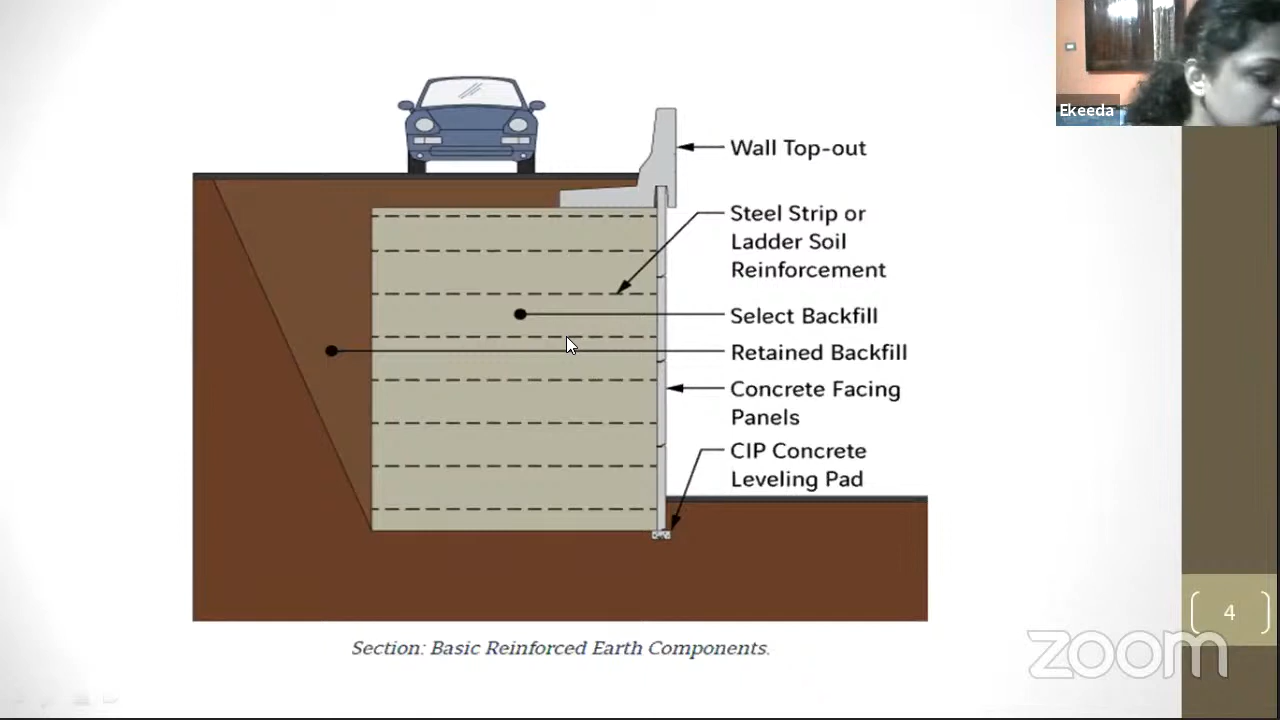 Ekeeda
Wall Top-out
Steel Strip or
Ladder Soil
Reinforcement
Select Backfill
Retained Backfill
Concrete Facing
Panels
CIP Concrete
Leveling Pad
Section: Basic Reinforced Earth Components.
4
zoom